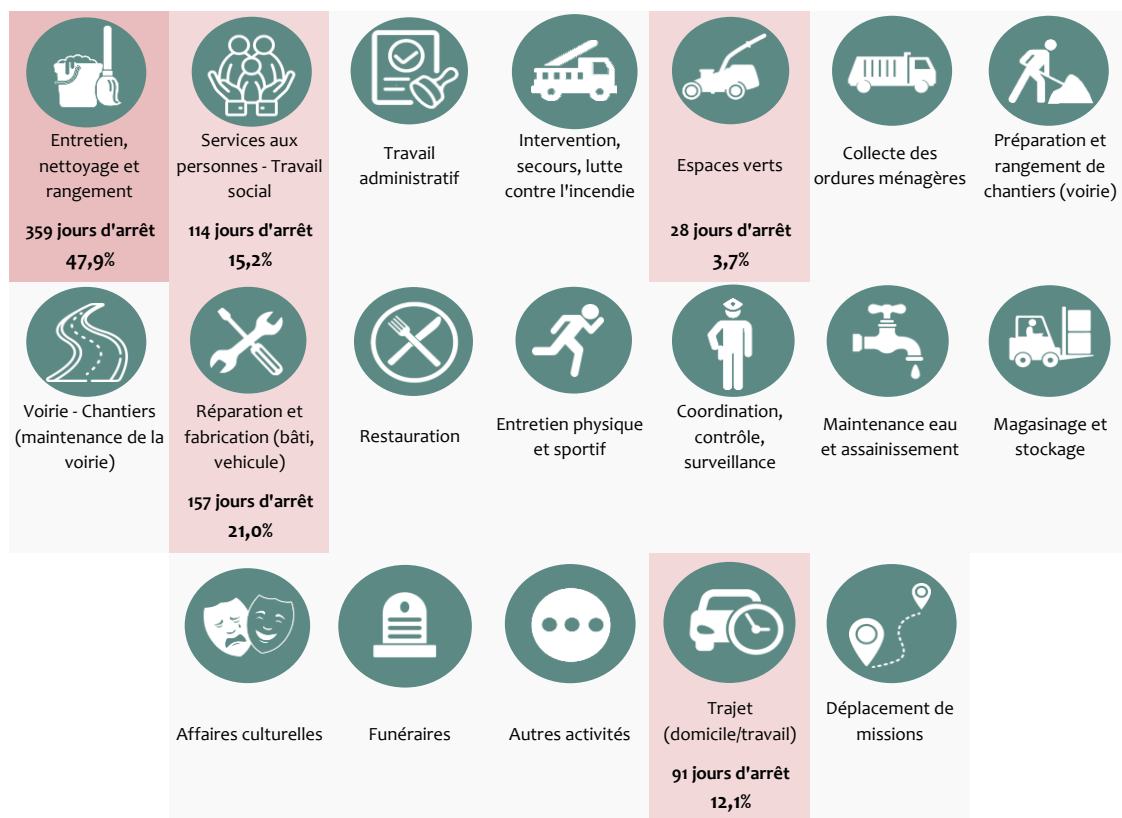 Entretien,
nettoyage et
rangement
359 jours d'arrêt
47,9%
Services aux
personnes - Travail
social
114 jours d'arrêt
15,2%
Travail
administratif
Intervention,
secours, lutte
contre l'incendie
Espaces verts
28 jours d'arrêt
3,7%
Collecte des
ordures ménagères
Préparation et
rangement de
chantiers (voirie)
Voirie - Chantiers
(maintenance de la
voirie)
Réparation et
fabrication (bâti,
vehicule)
157 jours d'arrêt
21,0%
Restauration
Entretien physique
et sportif
Coordination,
contrôle,
surveillance
Maintenance eau
et assainissement
Magasinage et
stockage
Affaires culturelles
Funéraires
Autres activités
Trajet
(domicile/travail)
91 jours d'arrêt
12,1%
Déplacement de
missions